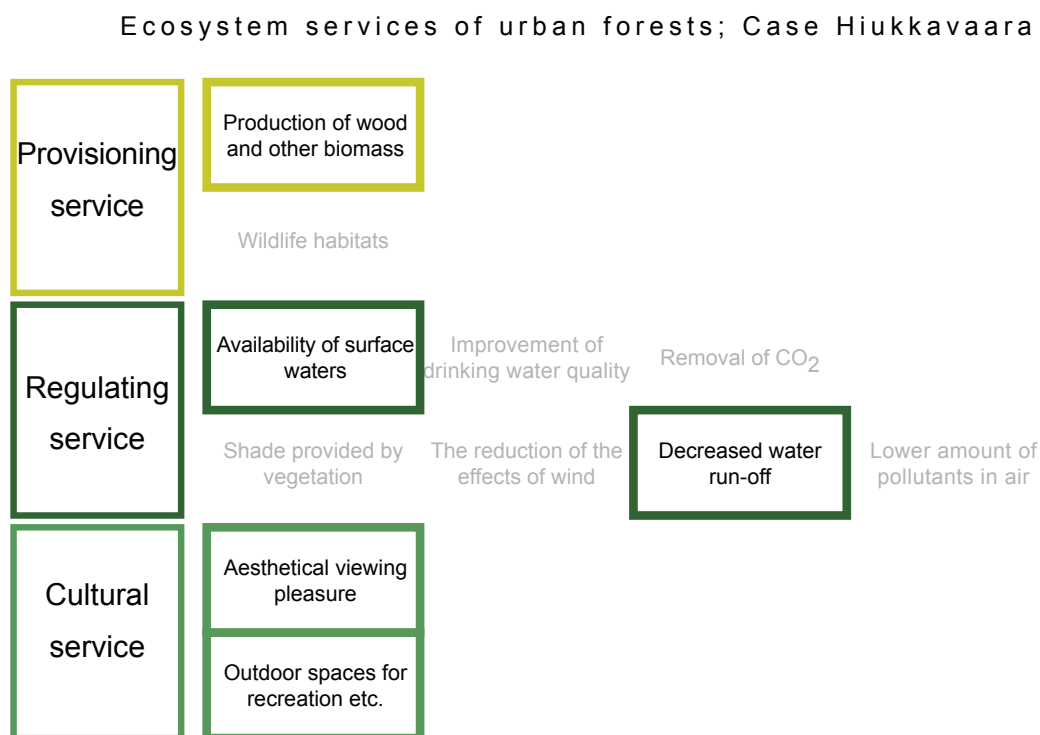 Ecosystem services of urban forests; Case Hiukkavaara
Provisioning
service
Production of wood
and other biomass
Wildlife habitats
Regulating
service
Availability of surface
waters
Improvement of
drinking water quality
Removal of CO2
Shade provided by
vegetation
The reduction of the
effects of wind
Decreased water
run-off
Lower amount of
pollutants in air
Cultural
service
Aesthetical viewing
pleasure
Outdoor spaces for
recreation etc.